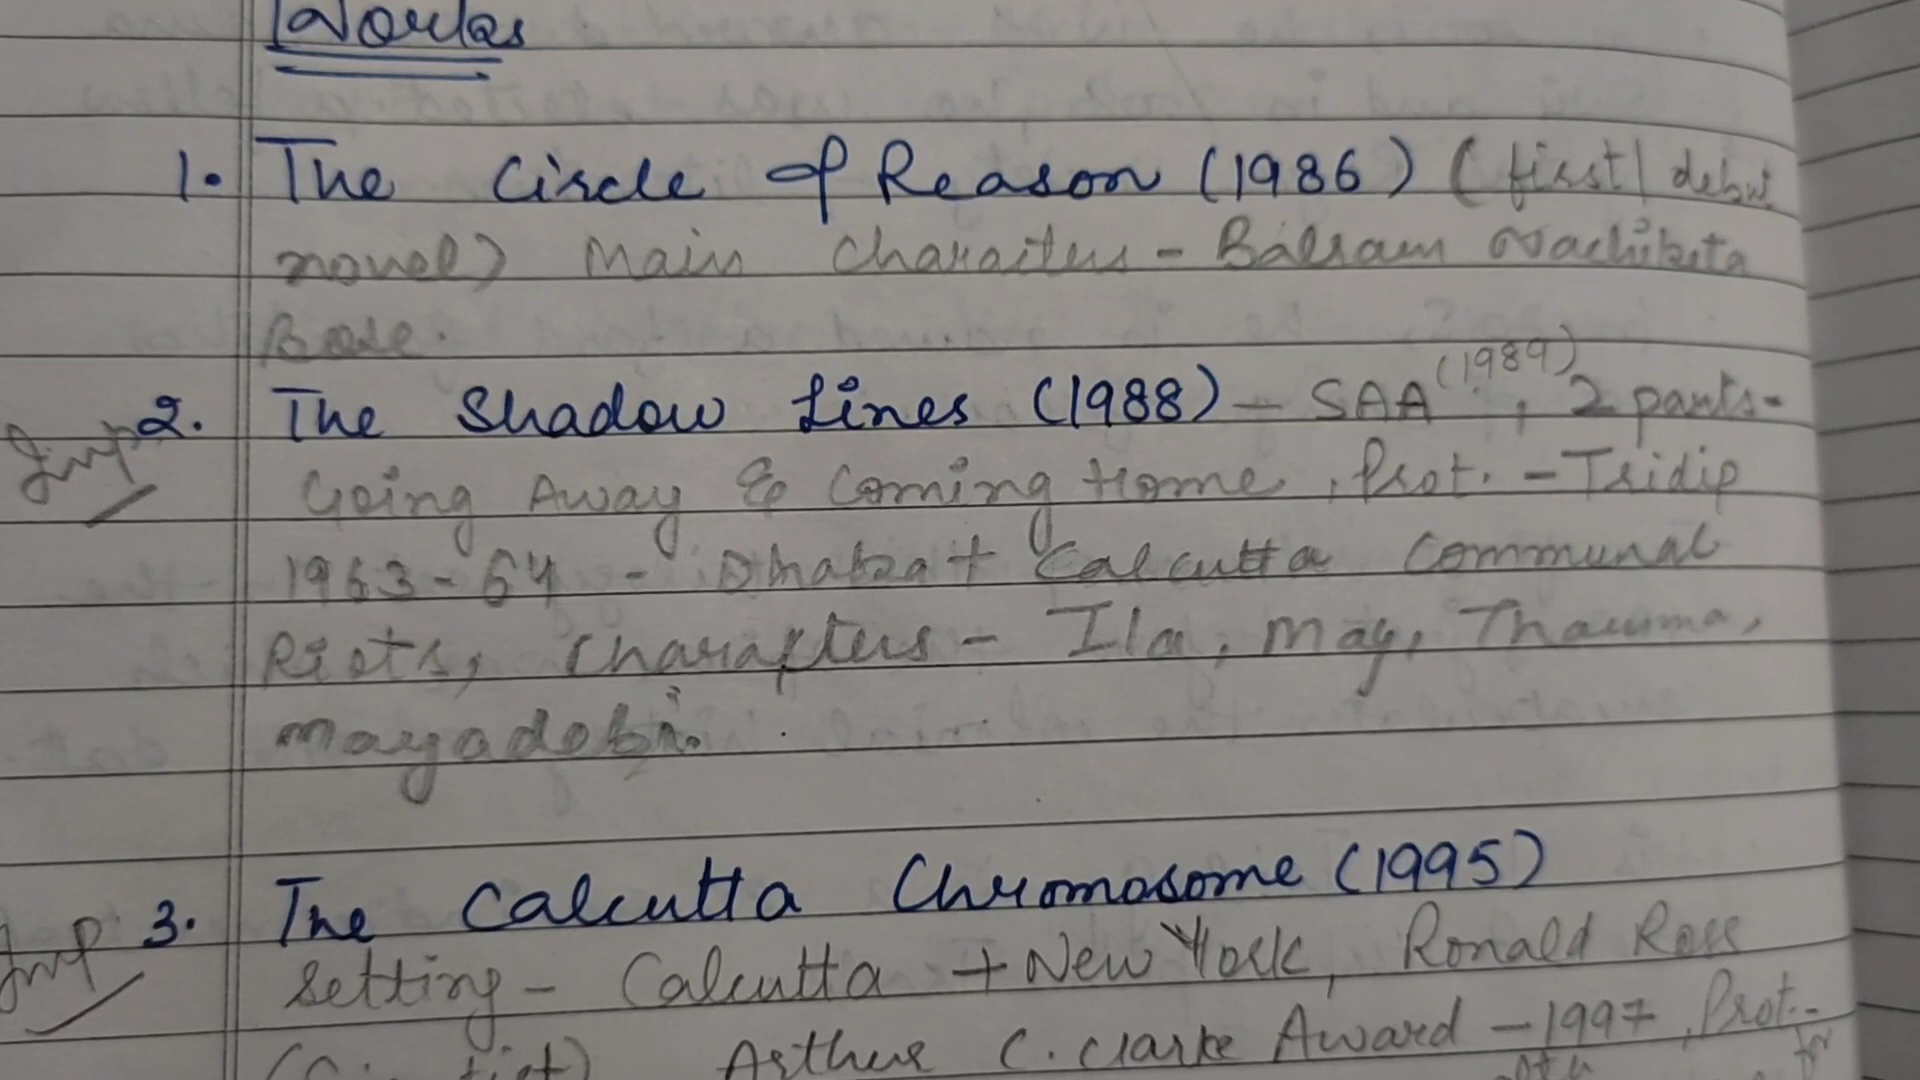 Works
1. The Circle of Reason (1986) (first/debut
novel) Main Characters - Balram Nachiketa
Bose.
Imp 2. The Shadow Lines (1988) - SAA (1989), 2 parts-
Going Away & Coming Home, Prot. - Tridip
1963-64 - Dhaka + Calcutta Communal
Riots, Characters - Ila, May, Thamma,
Mayadebi.
Imp 3. The Calcutta Chromosome (1995)
Setting - Calcutta + New York, Ronald Ross
(Scientist) Arthur C. Clarke Award - 1997, Prot.-